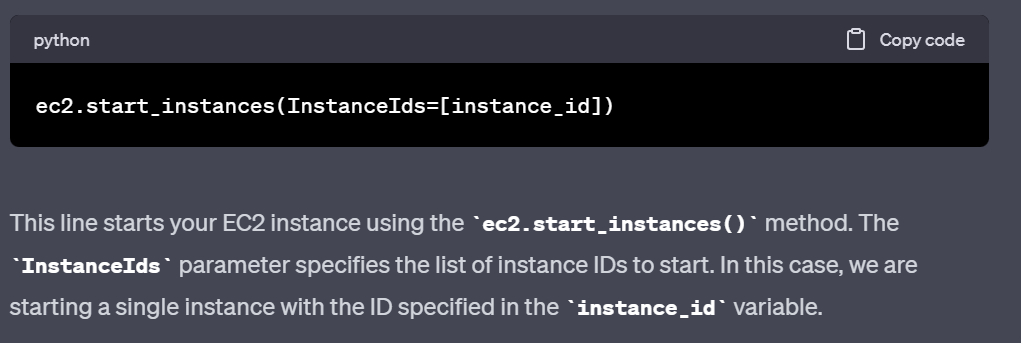 python
Copy code
ec2.start_instances(InstanceIds=[instance_id])
This line starts your EC2 instance using the `ec2.start_instances()` method. The
`InstanceIds` parameter specifies the list of instance IDs to start. In this case, we are
starting a single instance with the ID specified in the `instance_id` variable.